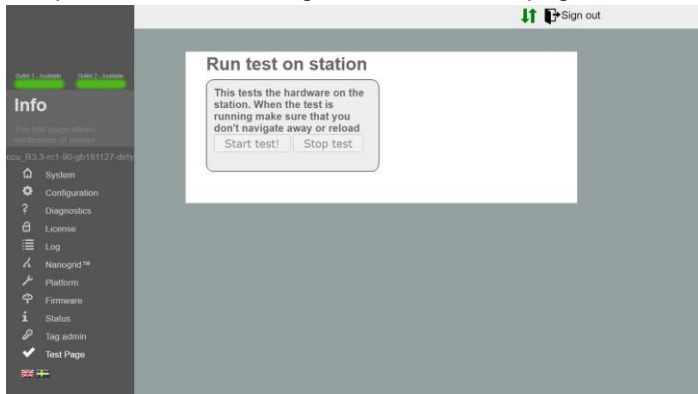 Sign out
Outlet 1 - Available Outlet 2 - Available
Info
The test page allows
verification of proper
ccu_R3.3-rc1-90-gb181127-dirty
System
Configuration
Diagnostics
License
Log
Nanogrid™
Platform
Firmware
Status
Tag admin
Test Page
Run test on station
This tests the hardware on the
station. When the test is
running make sure that you
don't navigate away or reload
Start test! Stop test